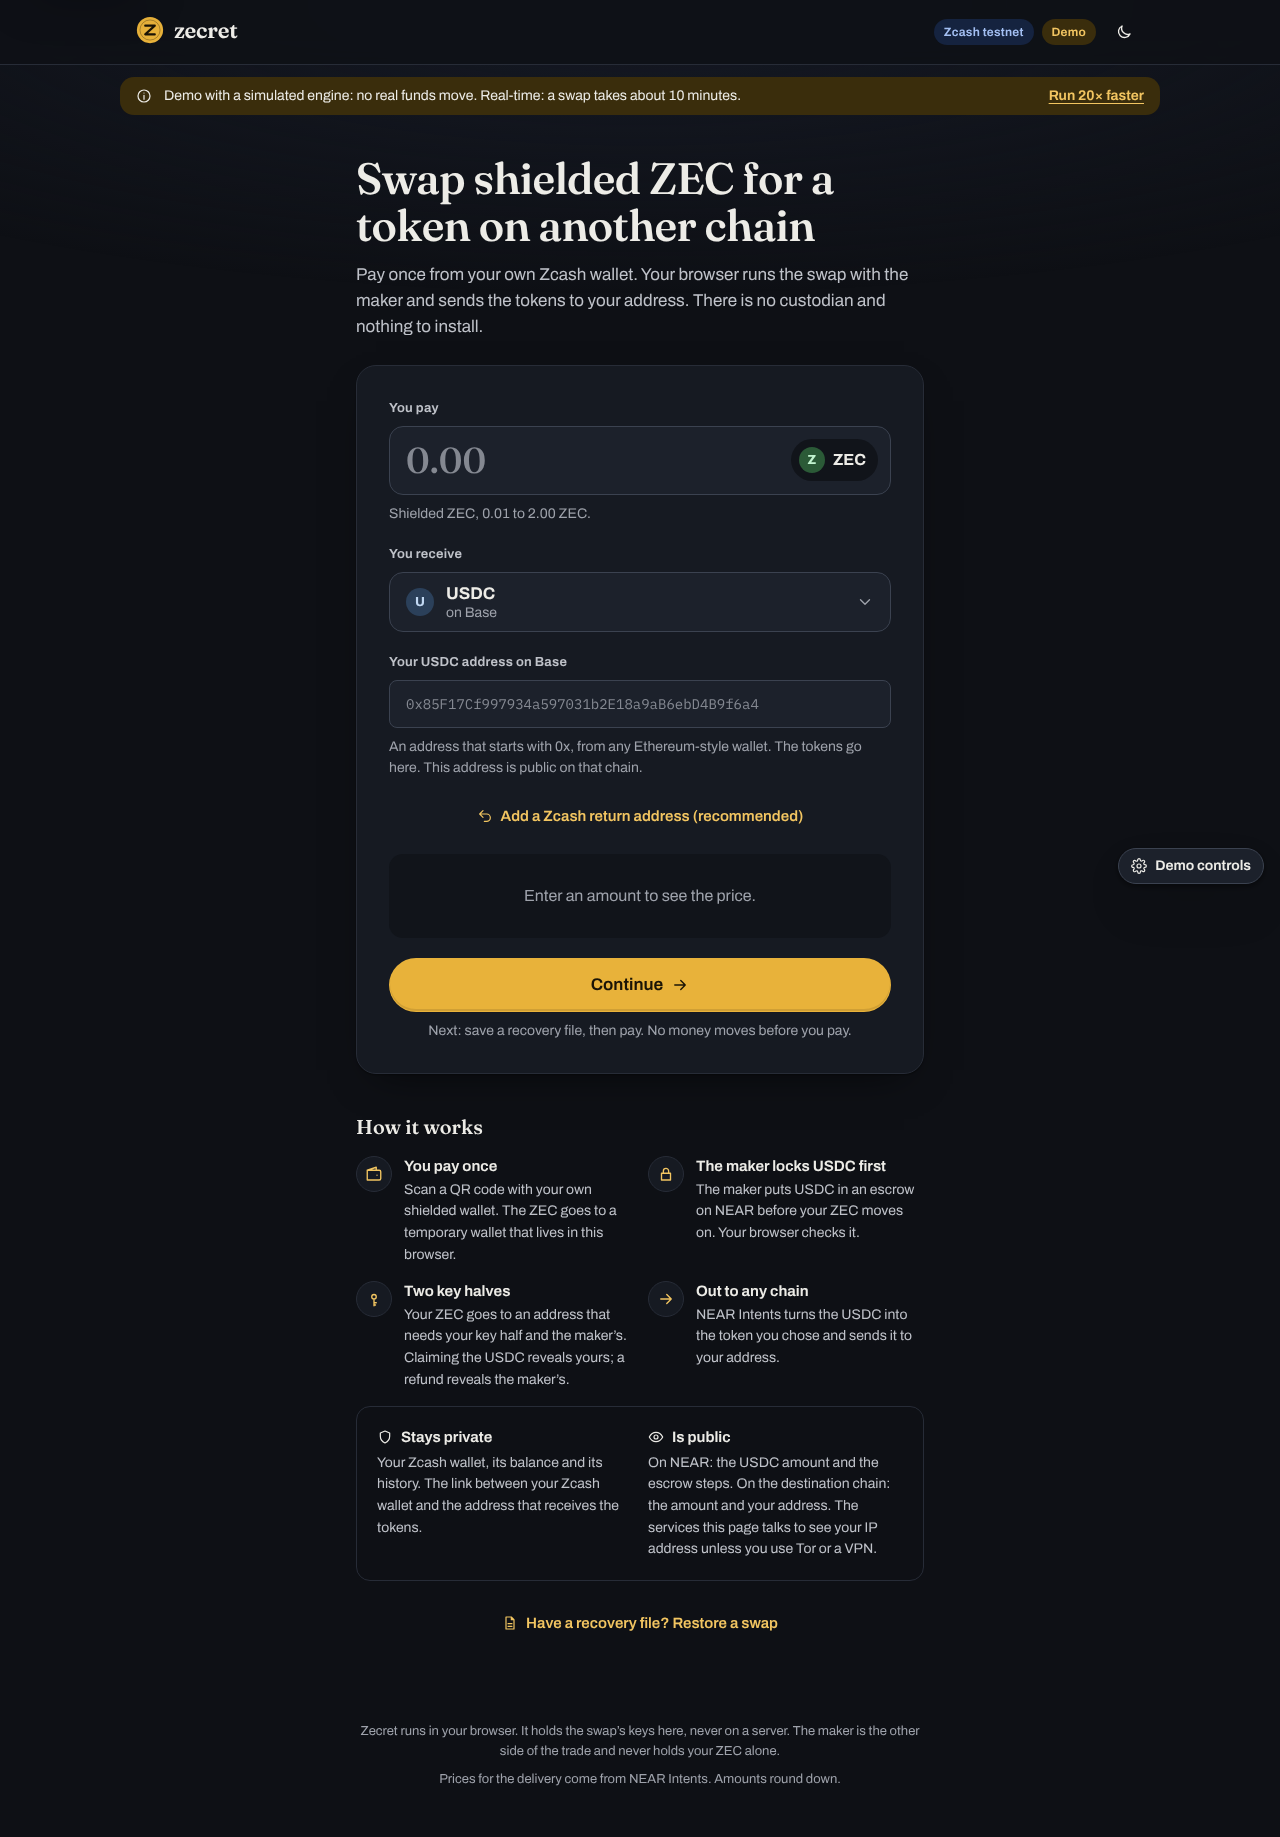 zecret
Zcash testnet
Demo
Demo with a simulated engine: no real funds move. Real-time: a swap takes about 10 minutes.
Run 20× faster
Swap shielded ZEC for a
token on another chain
Pay once from your own Zcash wallet. Your browser runs the swap with the
maker and sends the tokens to your address. There is no custodian and
nothing to install.
You pay
0.00
Z ZEC
Shielded ZEC, 0.01 to 2.00 ZEC.
You receive
U USDC
on Base
Your USDC address on Base
0x85F17Cf997934a597031b2E18a9aB6ebD4B9f6a4
An address that starts with 0x, from any Ethereum-style wallet. The tokens go
here. This address is public on that chain.
Add a Zcash return address (recommended)
Demo controls
Enter an amount to see the price.
Continue →
Next: save a recovery file, then pay. No money moves before you pay.
How it works
You pay once
Scan a QR code with your own
shielded wallet. The ZEC goes to a
temporary wallet that lives in this
browser.
The maker locks USDC first
The maker puts USDC in an escrow
on NEAR before your ZEC moves
on. Your browser checks it.
Two key halves
Your ZEC goes to an address that
needs your key half and the maker’s.
Claiming the USDC reveals yours; a
refund reveals the maker’s.
Out to any chain
NEAR Intents turns the USDC into
the token you chose and sends it to
your address.
Stays private
Your Zcash wallet, its balance and its
history. The link between your Zcash
wallet and the address that receives the
tokens.
Is public
On NEAR: the USDC amount and the
escrow steps. On the destination chain:
the amount and your address. The
services this page talks to see your IP
address unless you use Tor or a VPN.
Have a recovery file? Restore a swap
Zecret runs in your browser. It holds the swap’s keys here, never on a server. The maker is the other
side of the trade and never holds your ZEC alone.
Prices for the delivery come from NEAR Intents. Amounts round down.